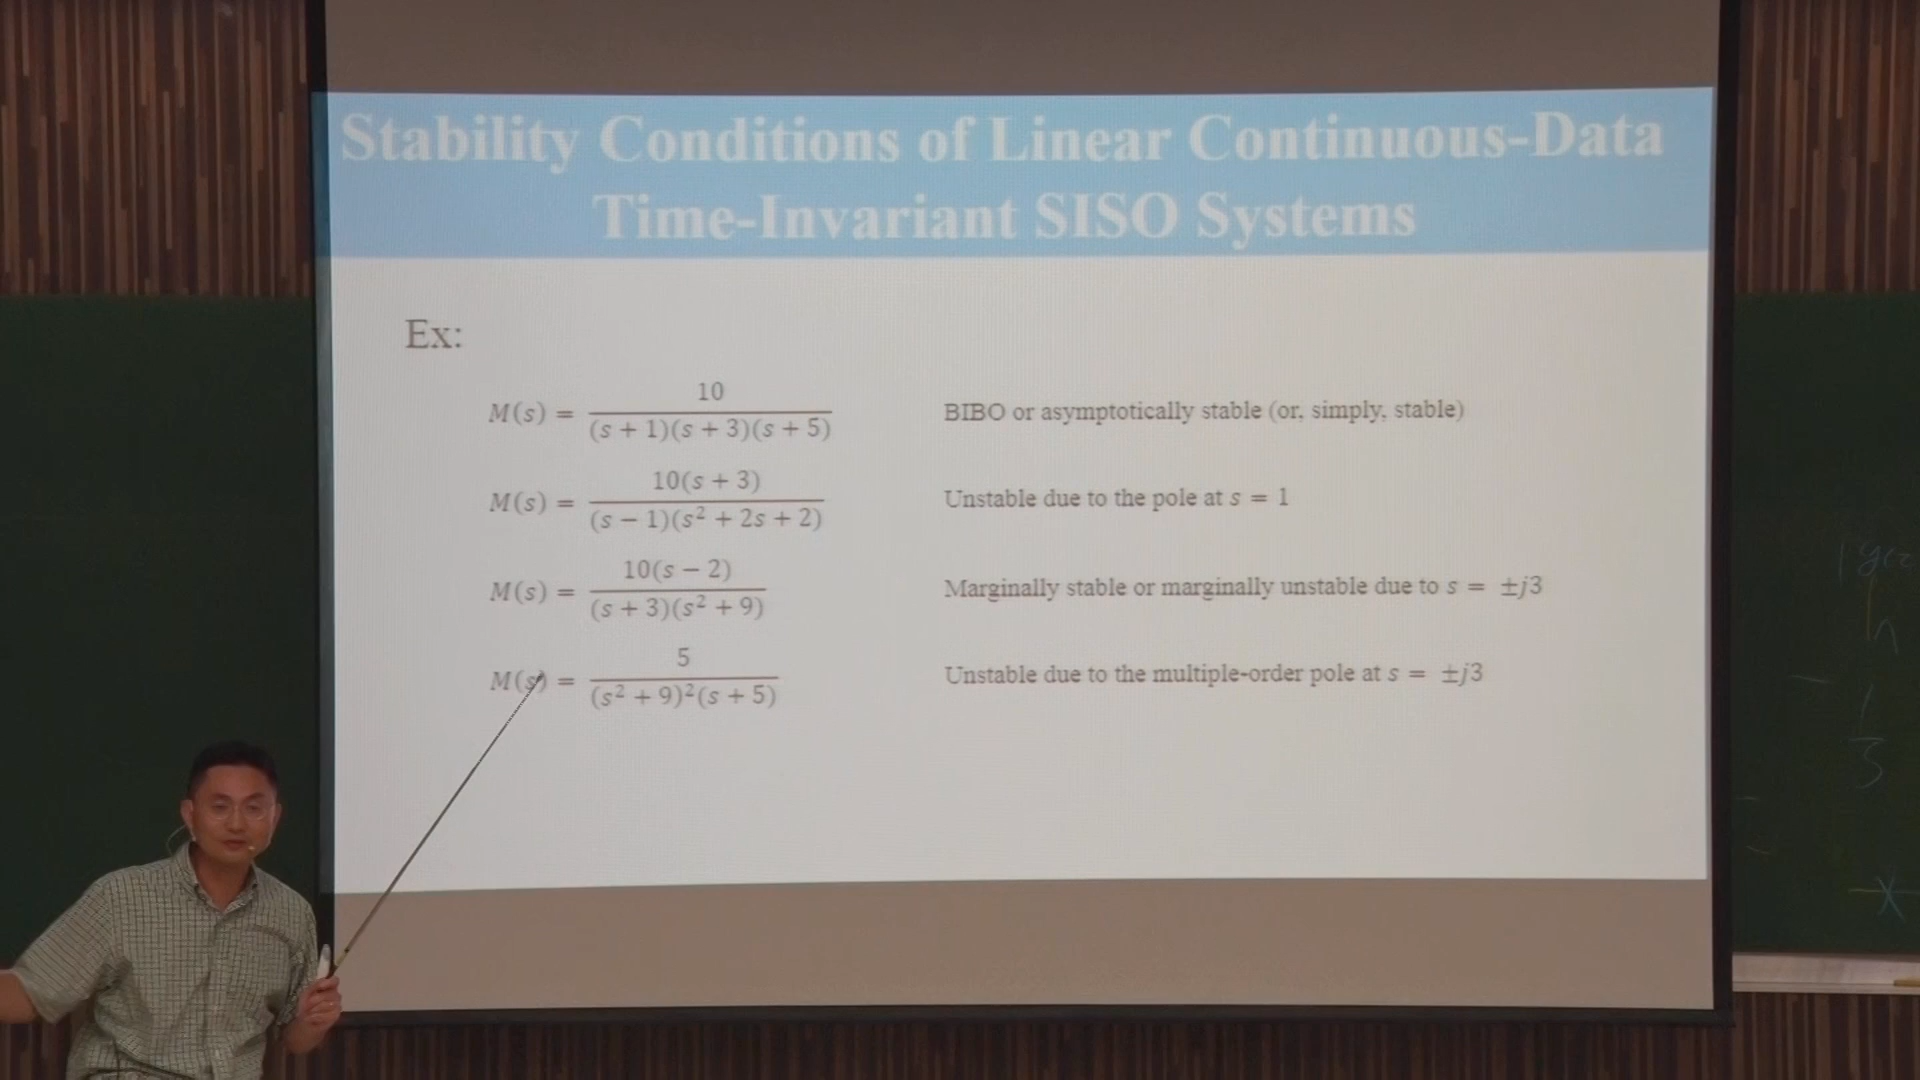 Stability Conditions of Linear Continuous-Data
Time-Invariant SISO Systems
Ex:
M(s) = 10 / (s + 1)(s + 3)(s + 5)
BIBO or asymptotically stable (or, simply, stable)
M(s) = 10(s + 3) / (s − 1)(s² + 2s + 2)
Unstable due to the pole at s = 1
M(s) = 10(s − 2) / (s + 3)(s² + 9)
Marginally stable or marginally unstable due to s = ±j3
M(s) = 5 / (s² + 9)²(s + 5)
Unstable due to the multiple-order pole at s = ±j3
3